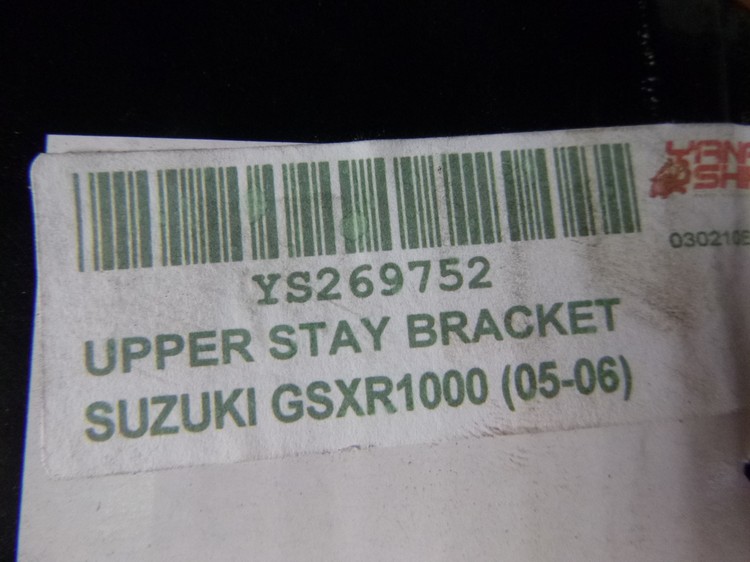 YS269752
UPPER STAY BRACKET
SUZUKI GSXR1000 (05-06)